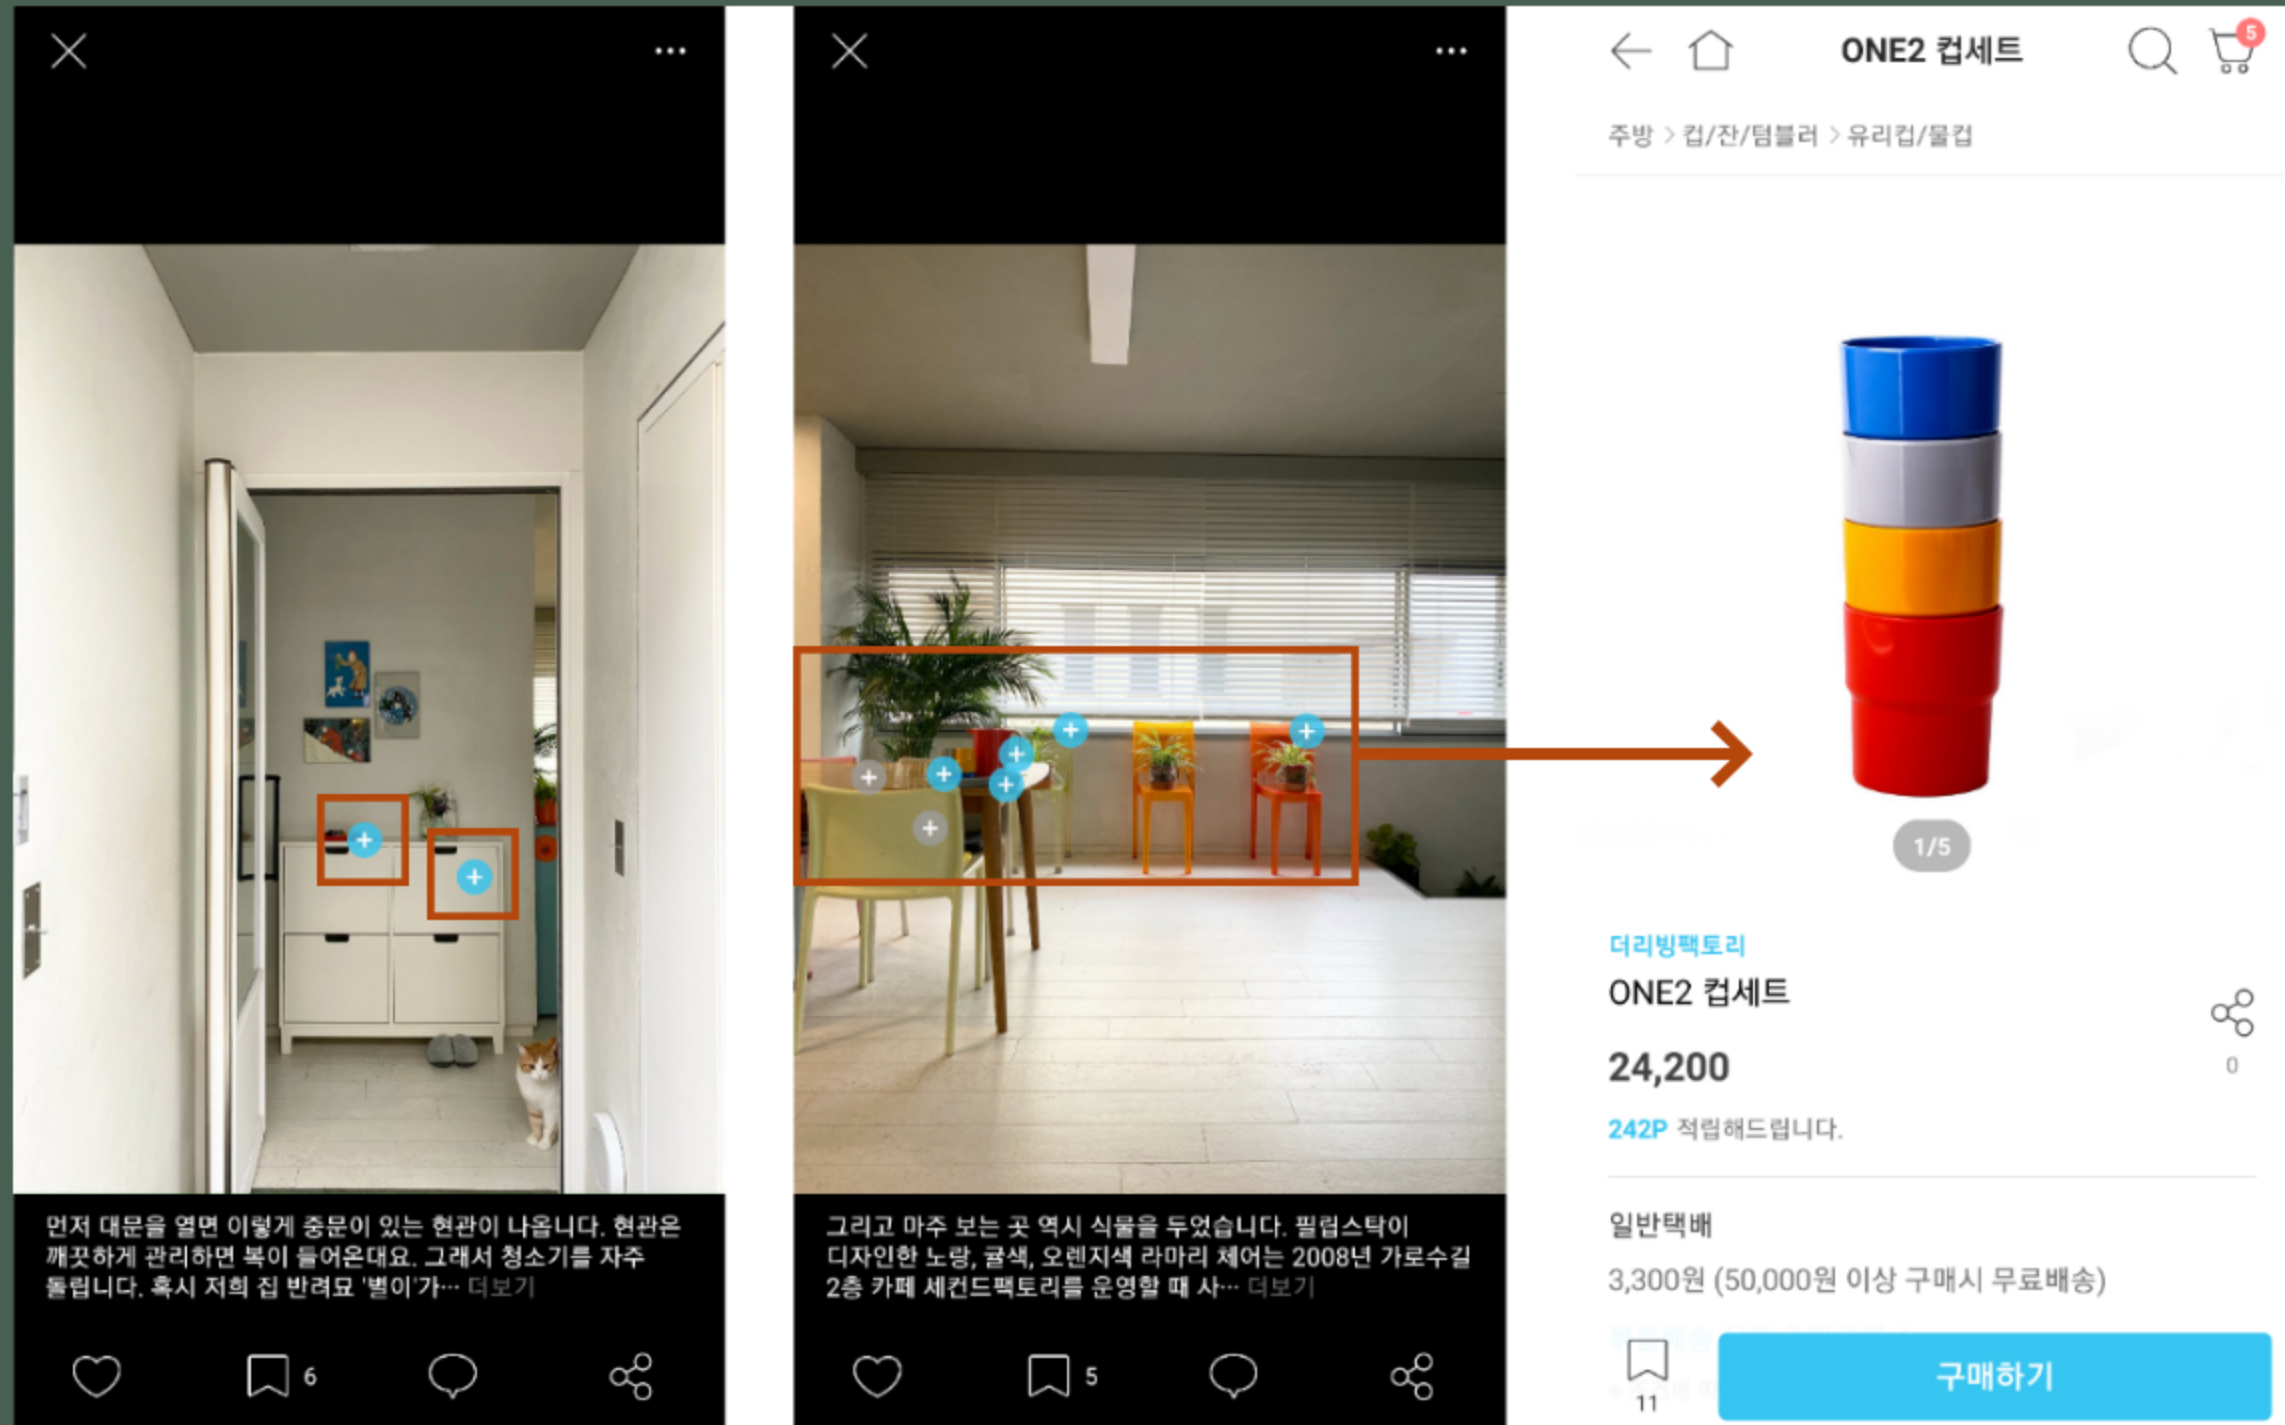 먼저 대문을 열면 이렇게 중문이 있는 현관이 나옵니다. 현관은
깨끗하게 관리하면 복이 들어온대요. 그래서 청소기를 자주
돌립니다. 혹시 저희 집 반려묘 '별이'가… 더보기
6
그리고 마주 보는 곳 역시 식물을 두었습니다. 필립스탁이
디자인한 노랑, 귤색, 오렌지색 라마리 체어는 2008년 가로수길
2층 카페 세컨드팩토리를 운영할 때 사… 더보기
5
ONE2 컵세트
5
주방 > 컵/잔/텀블러 > 유리컵/물컵
1/5
더리빙팩토리
ONE2 컵세트
24,200
0
242P 적립해드립니다.
일반택배
3,300원 (50,000원 이상 구매시 무료배송)
11
구매하기